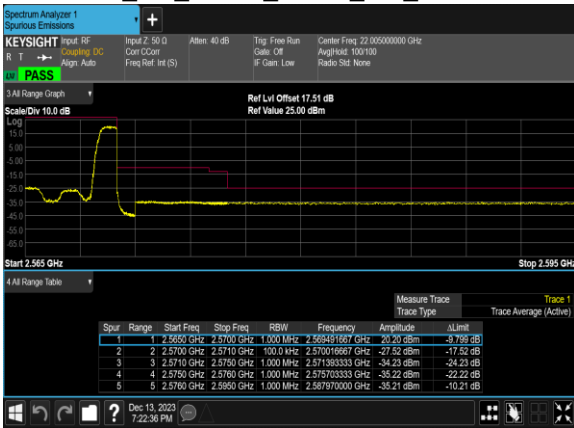 Spectrum Analyzer 1
Spurious Emissions
KEYSIGHT Input: RF Input Z: 50 Ω Atten: 40 dB Trig: Free Run Center Freq: 22.005000000 GHz
R T Coupling: DC Corr CCorr Gate: Off Avg|Hold: 100/100
Align: Auto Freq Ref: Int (S) IF Gain: Low Radio Std: None
PASS
3 All Range Graph
Ref Lvl Offset 17.51 dB
Scale/Div 10.0 dB Ref Value 25.00 dBm
Log
15.0
5.00
-5.00
-15.0
-25.0
-35.0
-45.0
-55.0
-65.0
Start 2.565 GHz Stop 2.595 GHz
4 All Range Table
Measure Trace Trace 1
Trace Type Trace Average (Active)
Spur Range Start Freq Stop Freq RBW Frequency Amplitude ΔLimit
1 1 2.5650 GHz 2.5700 GHz 1.000 MHz 2.569491667 GHz 20.20 dBm -9.799 dB
2 2 2.5700 GHz 2.5710 GHz 100.0 kHz 2.570016667 GHz -27.52 dBm -17.52 dB
3 3 2.5710 GHz 2.5750 GHz 1.000 MHz 2.571393333 GHz -34.23 dBm -24.23 dB
4 4 2.5750 GHz 2.5760 GHz 1.000 MHz 2.575703333 GHz -35.22 dBm -22.22 dB
5 5 2.5760 GHz 2.5950 GHz 1.000 MHz 2.587970000 GHz -35.21 dBm -10.21 dB
Dec 13, 2023
7:22:36 PM